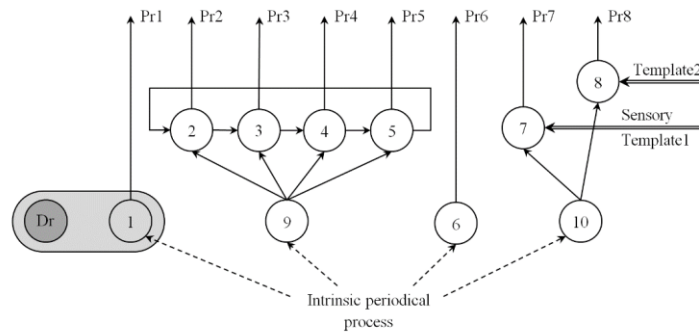 Pr1 Pr2 Pr3 Pr4 Pr5 Pr6 Pr7 Pr8
Template2
8
Sensory
2 3 4 5 7
Template1
Dr 1 9 6 10
Intrinsic periodical
process